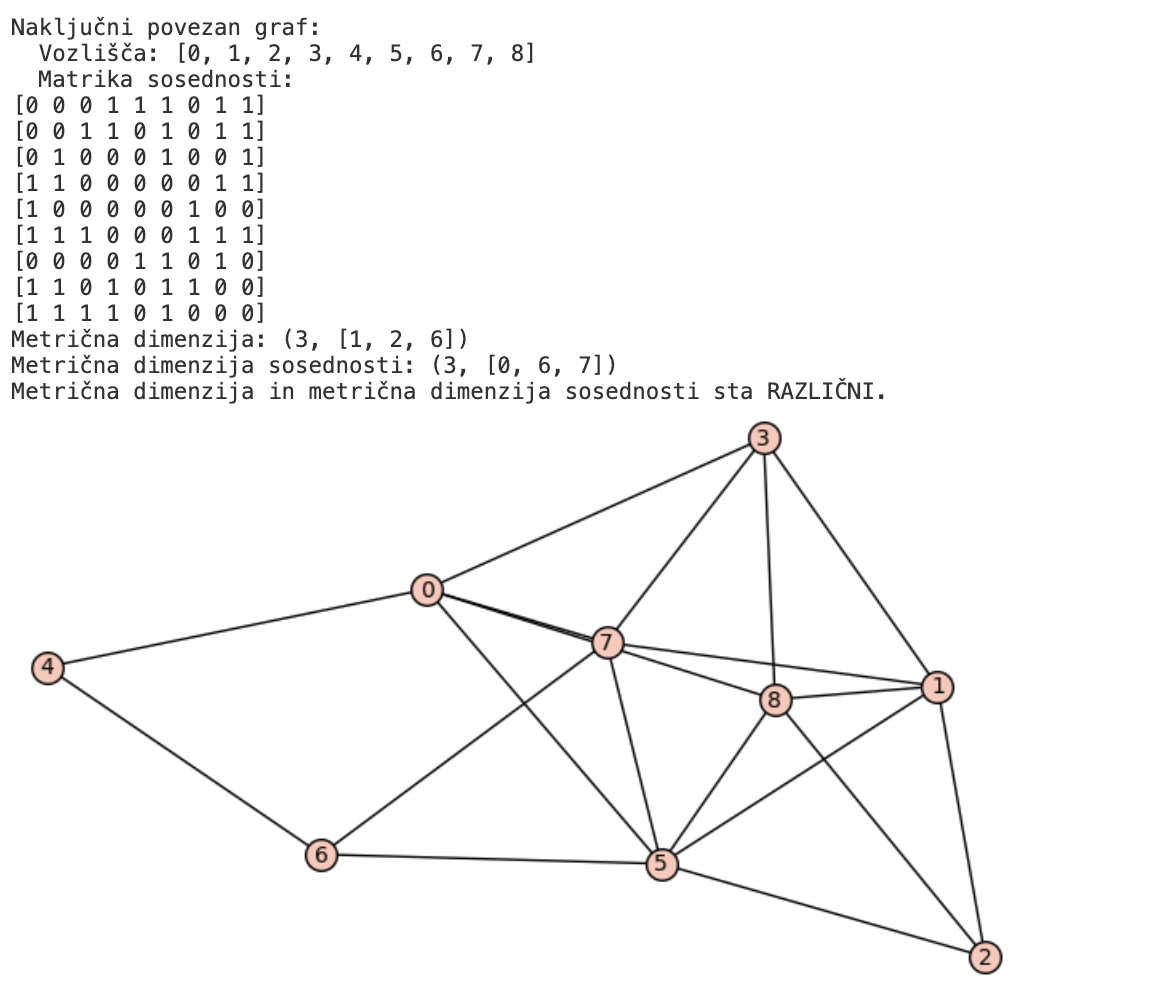 Naključni povezan graf:
  Vozlišča: [0, 1, 2, 3, 4, 5, 6, 7, 8]
  Matrika sosednosti:
[0 0 0 1 1 1 0 1 1]
[0 0 1 1 0 1 0 1 1]
[0 1 0 0 0 1 0 0 1]
[1 1 0 0 0 0 0 1 1]
[1 0 0 0 0 0 1 0 0]
[1 1 1 0 0 0 1 1 1]
[0 0 0 0 1 1 0 1 0]
[1 1 0 1 0 1 1 0 0]
[1 1 1 1 0 1 0 0 0]
Metrična dimenzija: (3, [1, 2, 6])
Metrična dimenzija sosednosti: (3, [0, 6, 7])
Metrična dimenzija in metrična dimenzija sosednosti sta RAZLIČNI.
3
0
7
4
1
8
6
5
2